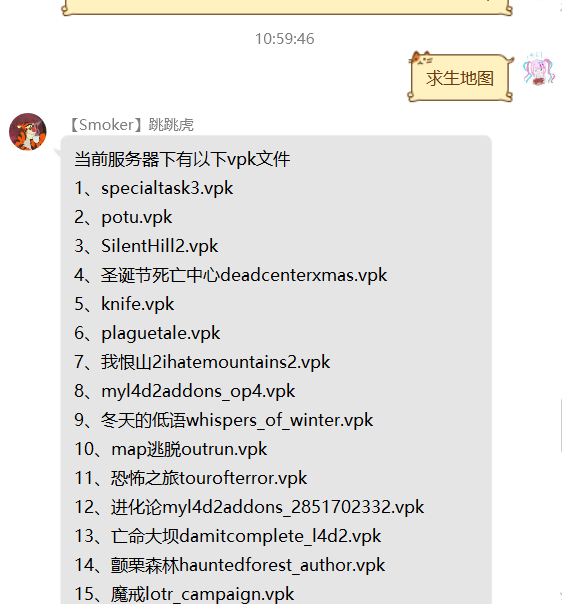 10:59:46
求生地图
【Smoker】跳跳虎
当前服务器下有以下vpk文件
1、specialtask3.vpk
2、potu.vpk
3、SilentHill2.vpk
4、圣诞节死亡中心deadcenterxmas.vpk
5、knife.vpk
6、plaguetale.vpk
7、我恨山2ihatemountains2.vpk
8、myl4d2addons_op4.vpk
9、冬天的低语whispers_of_winter.vpk
10、map逃脱outrun.vpk
11、恐怖之旅tourofterror.vpk
12、进化论myl4d2addons_2851702332.vpk
13、亡命大坝damitcomplete_l4d2.vpk
14、颤栗森林hauntedforest_author.vpk
15、魔戒lotr_campaign.vpk